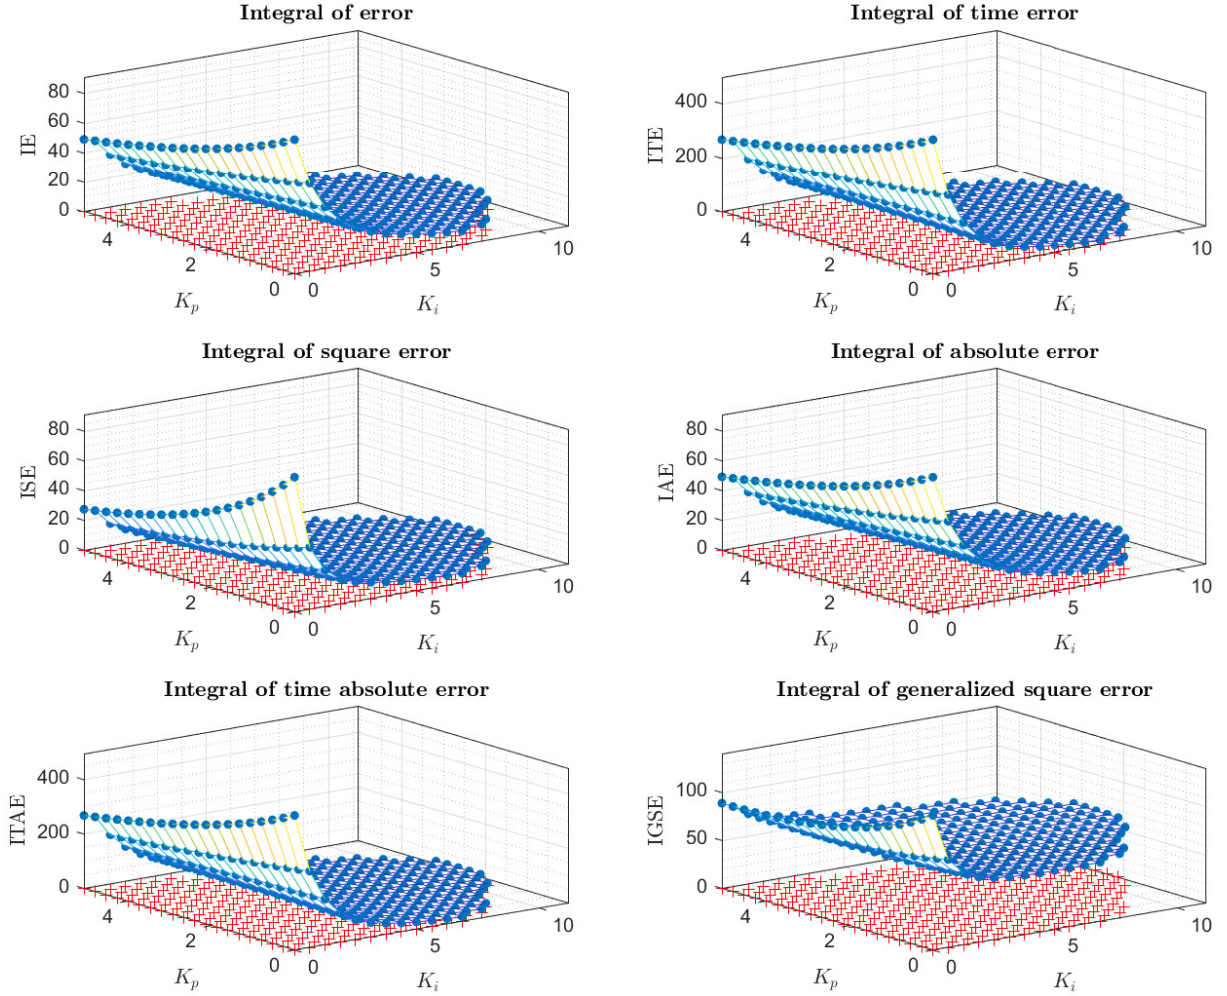 Integral of error
80
60
40
20
0
IE
4
2
0
K_p
0
5
10
K_i
Integral of time error
400
200
0
ITE
4
2
0
K_p
0
5
10
K_i
Integral of square error
80
60
40
20
0
ISE
4
2
0
K_p
0
5
10
K_i
Integral of absolute error
80
60
40
20
0
IAE
4
2
0
K_p
0
5
10
K_i
Integral of time absolute error
400
200
0
ITAE
4
2
0
K_p
0
5
10
K_i
Integral of generalized square error
100
50
0
IGSE
4
2
0
K_p
0
5
10
K_i